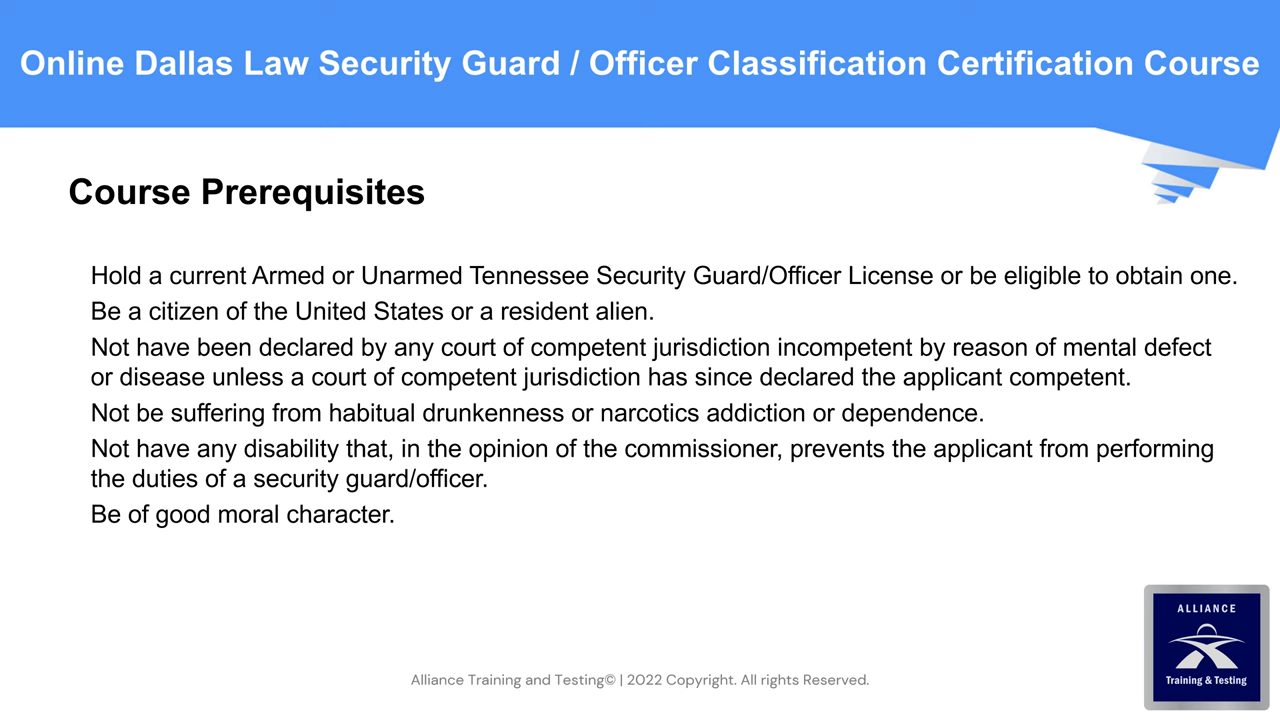 Online Dallas Law Security Guard / Officer Classification Certification Course
Course Prerequisites
Hold a current Armed or Unarmed Tennessee Security Guard/Officer License or be eligible to obtain one.
Be a citizen of the United States or a resident alien.
Not have been declared by any court of competent jurisdiction incompetent by reason of mental defect
or disease unless a court of competent jurisdiction has since declared the applicant competent.
Not be suffering from habitual drunkenness or narcotics addiction or dependence.
Not have any disability that, in the opinion of the commissioner, prevents the applicant from performing
the duties of a security guard/officer.
Be of good moral character.
ALLIANCE
Training & Testing
Alliance Training and Testing© | 2022 Copyright. All rights Reserved.